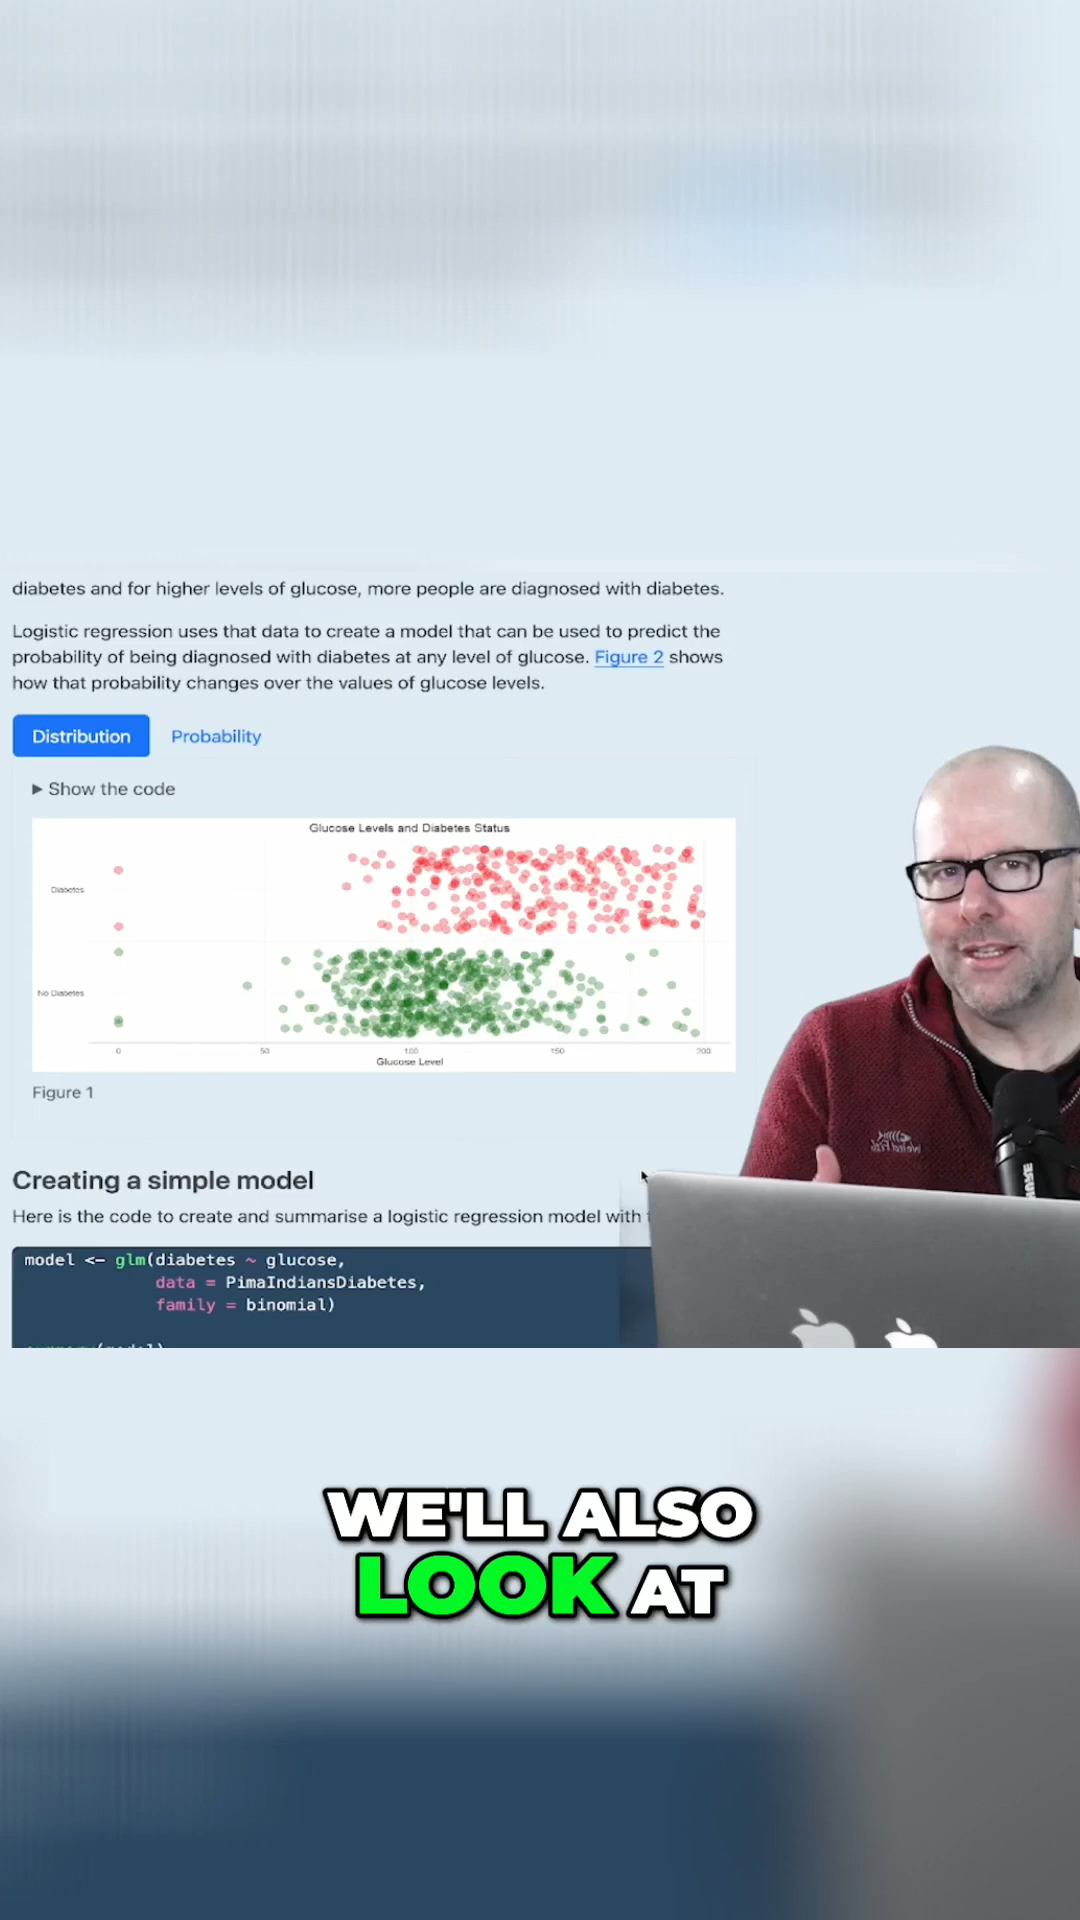 diabetes and for higher levels of glucose, more people are diagnosed with diabetes.
Logistic regression uses that data to create a model that can be used to predict the
probability of being diagnosed with diabetes at any level of glucose. Figure 2 shows
how that probability changes over the values of glucose levels.
Distribution Probability
▶ Show the code
Glucose Levels and Diabetes Status
Diabetes
No Diabetes
0 50 100 150 200
Glucose Level
Figure 1
Creating a simple model
Here is the code to create and summarise a logistic regression model with
model <- glm(diabetes ~ glucose,
data = PimaIndiansDiabetes,
family = binomial)
WE'LL ALSO
LOOK AT